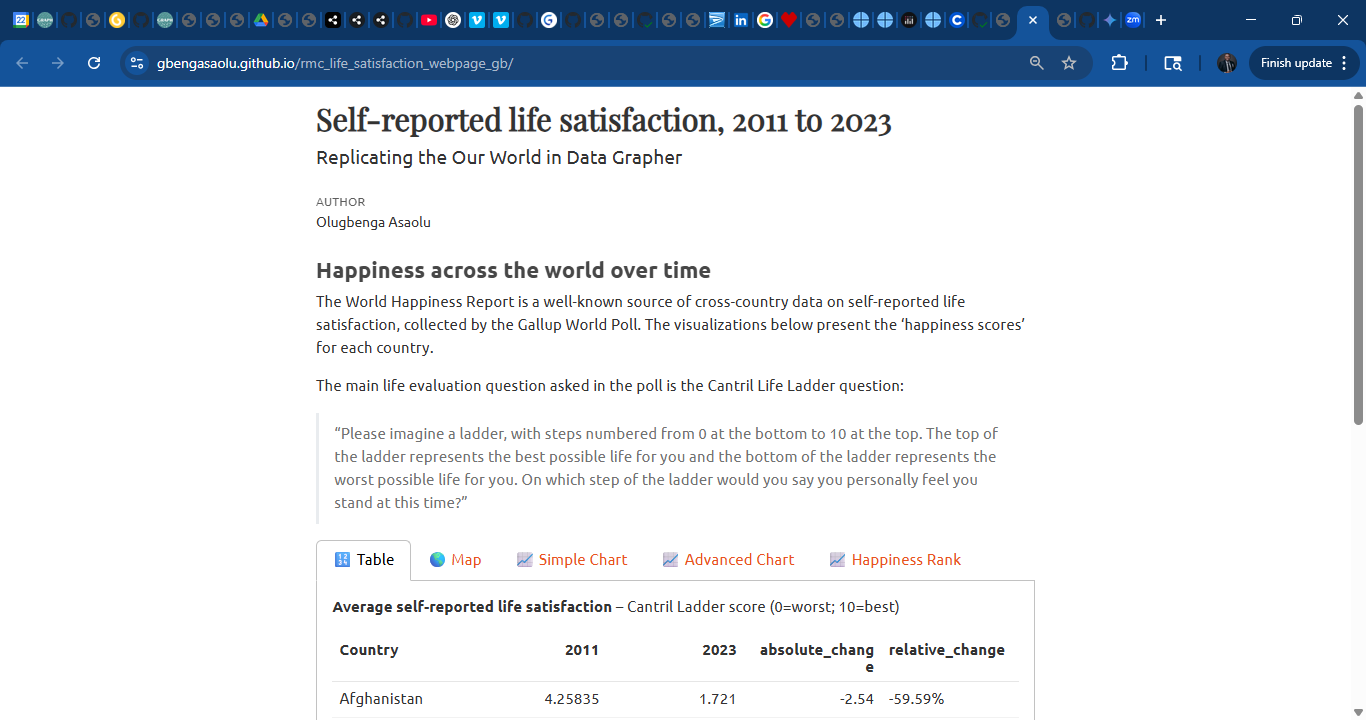 22
zm
gbengasaolu.github.io/rmc_life_satisfaction_webpage_gb/
Finish update
Self-reported life satisfaction, 2011 to 2023
Replicating the Our World in Data Grapher
AUTHOR
Olugbenga Asaolu
Happiness across the world over time
The World Happiness Report is a well-known source of cross-country data on self-reported life
satisfaction, collected by the Gallup World Poll. The visualizations below present the ‘happiness scores’
for each country.
The main life evaluation question asked in the poll is the Cantril Life Ladder question:
“Please imagine a ladder, with steps numbered from 0 at the bottom to 10 at the top. The top of
the ladder represents the best possible life for you and the bottom of the ladder represents the
worst possible life for you. On which step of the ladder would you say you personally feel you
stand at this time?”
Table Map Simple Chart Advanced Chart Happiness Rank
Average self-reported life satisfaction – Cantril Ladder score (0=worst; 10=best)
Country 2011 2023 absolute_chang relative_change
e
Afghanistan 4.25835 1.721 -2.54 -59.59%